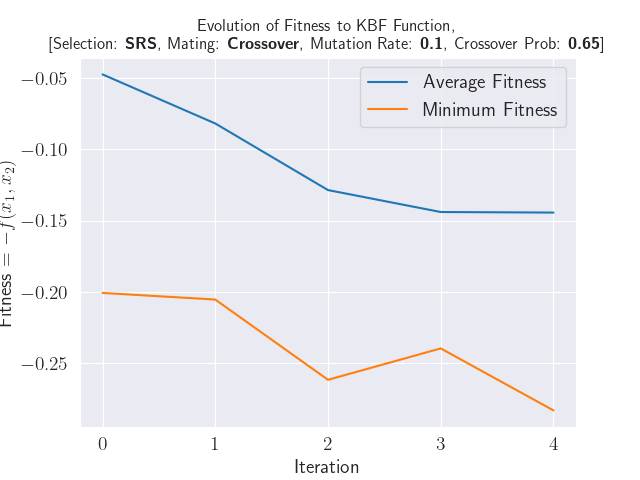 Evolution of Fitness to KBF Function,
[Selection: SRS, Mating: Crossover, Mutation Rate: 0.1, Crossover Prob: 0.65]
Average Fitness
Minimum Fitness
Fitness = −f(x₁, x₂)
−0.05
−0.10
−0.15
−0.20
−0.25
0 1 2 3 4
Iteration